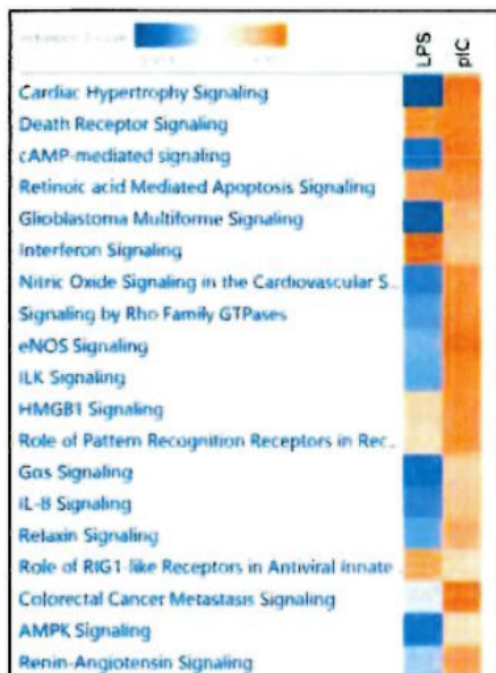 LPS
pIC
Cardiac Hypertrophy Signaling
Death Receptor Signaling
cAMP-mediated signaling
Retinoic acid Mediated Apoptosis Signaling
Glioblastoma Multiforme Signaling
Interferon Signaling
Nitric Oxide Signaling in the Cardiovascular S...
Signaling by Rho Family GTPases
eNOS Signaling
ILK Signaling
HMGB1 Signaling
Role of Pattern Recognition Receptors in Rec...
Gαs Signaling
IL-8 Signaling
Relaxin Signaling
Role of RIG1-like Receptors in Antiviral Innate
Colorectal Cancer Metastasis Signaling
AMPK Signaling
Renin-Angiotensin Signaling